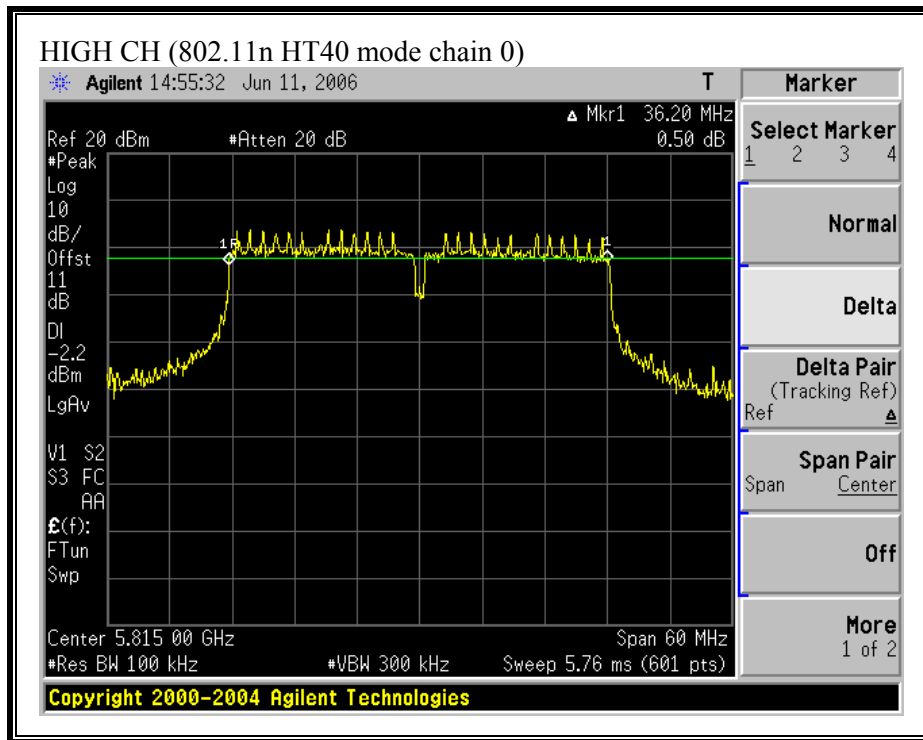 HIGH CH (802.11n HT40 mode chain 0)
Agilent 14:55:32 Jun 11, 2006 T
Δ Mkr1 36.20 MHz
Ref 20 dBm #Atten 20 dB 0.50 dB
#Peak
Log
10
dB/
Offst
11
dB
DI
-2.2
dBm
LgAv
V1 S2
S3 FC
AA
£(f):
FTun
Swp
1R
1
Center 5.815 00 GHz Span 60 MHz
#Res BW 100 kHz #VBW 300 kHz Sweep 5.76 ms (601 pts)
Copyright 2000-2004 Agilent Technologies
Marker
Select Marker
1 2 3 4
Normal
Delta
Delta Pair
(Tracking Ref)
Ref Δ
Span Pair
Span Center
Off
More
1 of 2